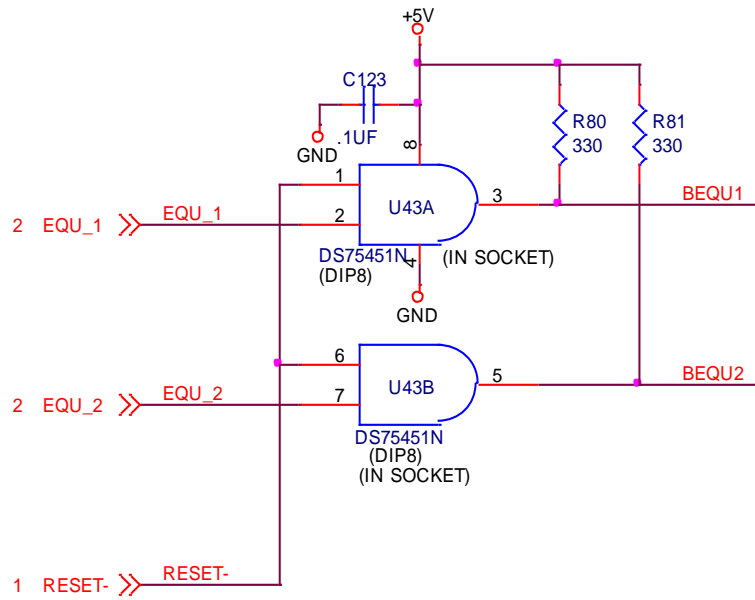 +5V
C123
.1UF
GND
8
R80
330
R81
330
1
U43A
3
BEQU1
2 EQU_1
EQU_1
2
DS75451N
(DIP8)
4
(IN SOCKET)
GND
6
U43B
5
BEQU2
2 EQU_2
EQU_2
7
DS75451N
(DIP8)
(IN SOCKET)
1 RESET-
RESET-